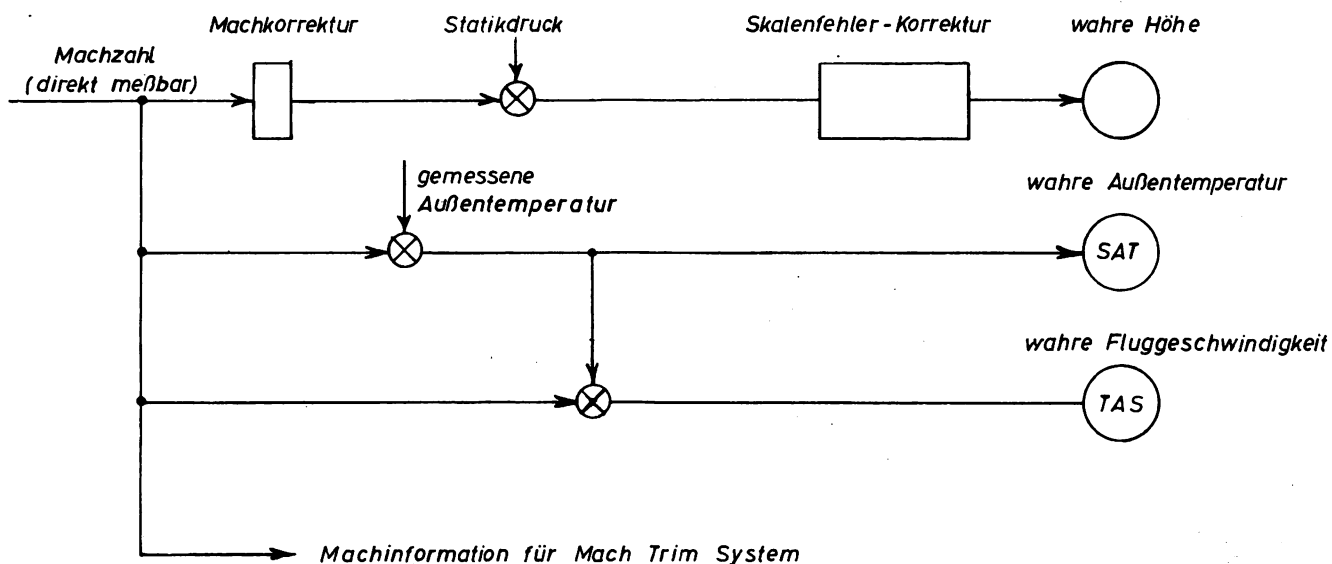 Machkorrektur
Statikdruck
Skalenfehler-Korrektur
wahre Höhe
Machzahl
(direkt meßbar)
gemessene
Außentemperatur
wahre Außentemperatur
SAT
wahre Fluggeschwindigkeit
TAS
Machinformation für Mach Trim System